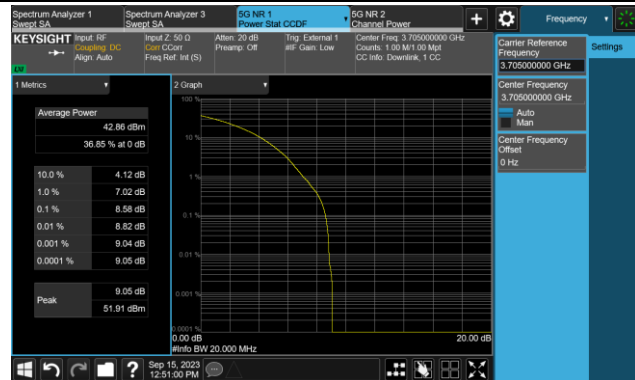 Spectrum Analyzer 1
Swept SA
Spectrum Analyzer 3
Swept SA
5G NR 1
Power Stat CCDF
5G NR 2
Channel Power
Frequency
KEYSIGHT
Input: RF
Coupling: DC
Align: Auto
Input Z: 50 Ω
Corr CCorr
Freq Ref: Int (S)
Atten: 20 dB
Preamp: Off
Trig: External 1
#IF Gain: Low
Center Freq: 3.705000000 GHz
Counts: 1.00 M/1.00 Mpt
CC Info: Downlink, 1 CC
1 Metrics
Average Power
42.86 dBm
36.85 % at 0 dB
10.0 % 4.12 dB
1.0 % 7.02 dB
0.1 % 8.58 dB
0.01 % 8.82 dB
0.001 % 9.04 dB
0.0001 % 9.05 dB
Peak
9.05 dB
51.91 dBm
2 Graph
100 %
10 %
1 %
0.1 %
0.01 %
0.001 %
0.0001 %
0.00 dB
20.00 dB
#Info BW 20.000 MHz
Carrier Reference
Frequency
3.705000000 GHz
Center Frequency
3.705000000 GHz
Auto
Man
Center Frequency
Offset
0 Hz
Settings
?
Sep 15, 2023
12:51:00 PM